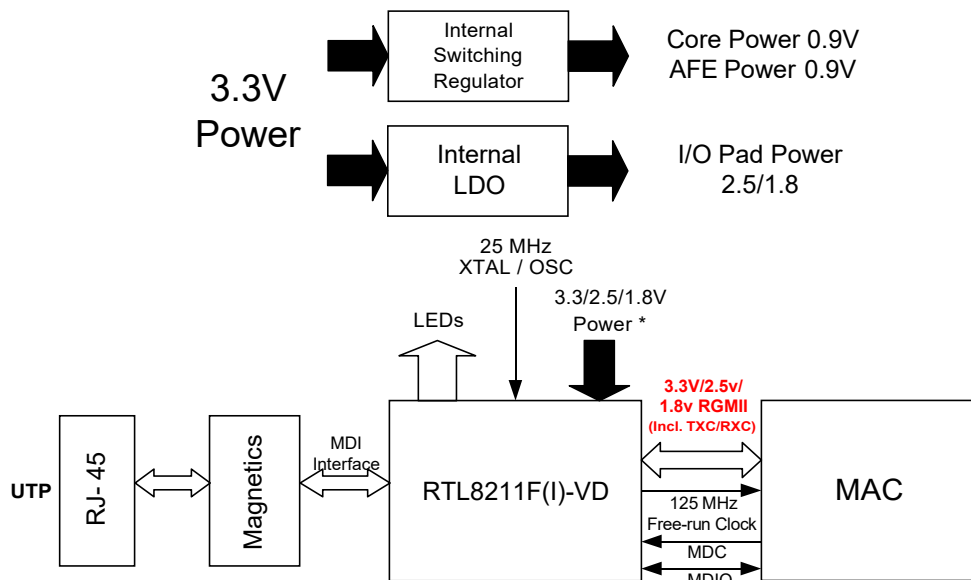 3.3V
Power
Internal
Switching
Regulator
Core Power 0.9V
AFE Power 0.9V
Internal
LDO
I/O Pad Power
2.5/1.8
25 MHz
XTAL / OSC
3.3/2.5/1.8V
Power *
LEDs
3.3V/2.5v/
1.8v RGMII
(Incl. TXC/RXC)
UTP
RJ- 45
Magnetics
MDI
Interface
RTL8211F(I)-VD
125 MHz
Free-run Clock
MDC
MDIO
MAC